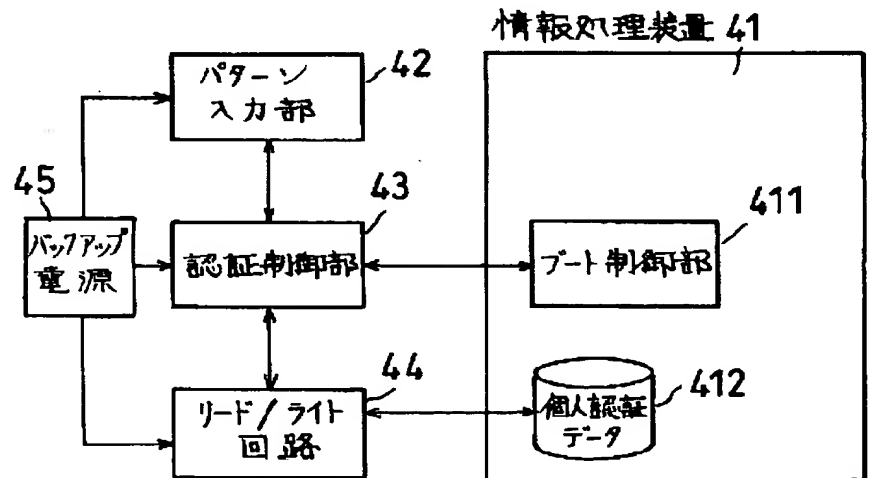 情報処理装置 41
パターン
入力部
42
45
バックアップ
電源
43
認証制御部
411
ブート制御部
44
リード/ライト
回路
412
個人認証
データ